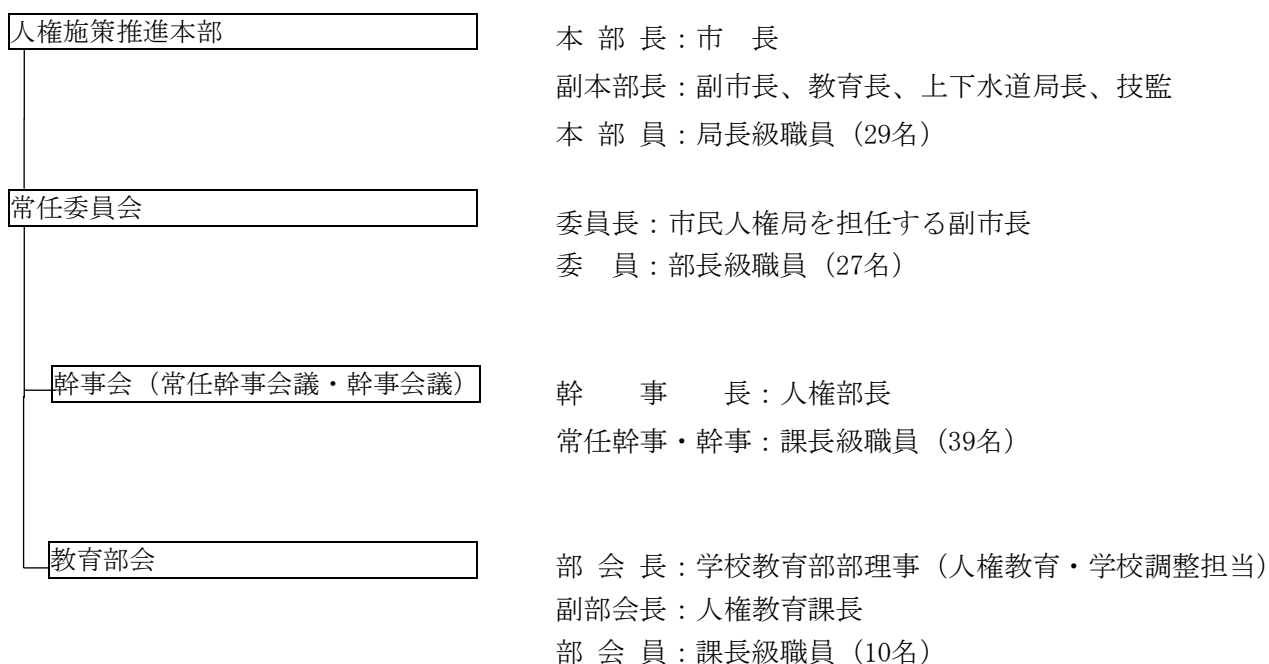 人権施策推進本部
本 部 長：市　長
副本部長：副市長、教育長、上下水道局長、技監
本 部 員：局長級職員（29名）
常任委員会
委員長：市民人権局を担任する副市長
委　員：部長級職員（27名）
幹事会（常任幹事会議・幹事会議）
幹　　事　　長：人権部長
常任幹事・幹事：課長級職員（39名）
教育部会
部 会 長：学校教育部部理事（人権教育・学校調整担当）
副部会長：人権教育課長
部 会 員：課長級職員（10名）